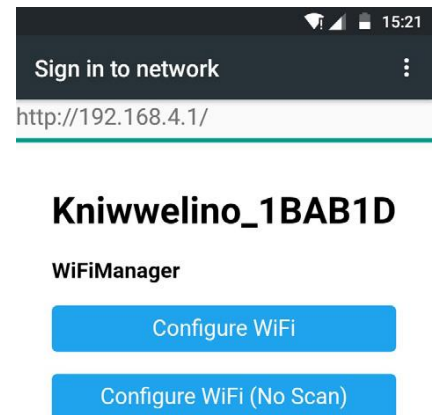 15:21
Sign in to network
http://192.168.4.1/
Kniwwelino_1BAB1D
WiFiManager
Configure WiFi
Configure WiFi (No Scan)